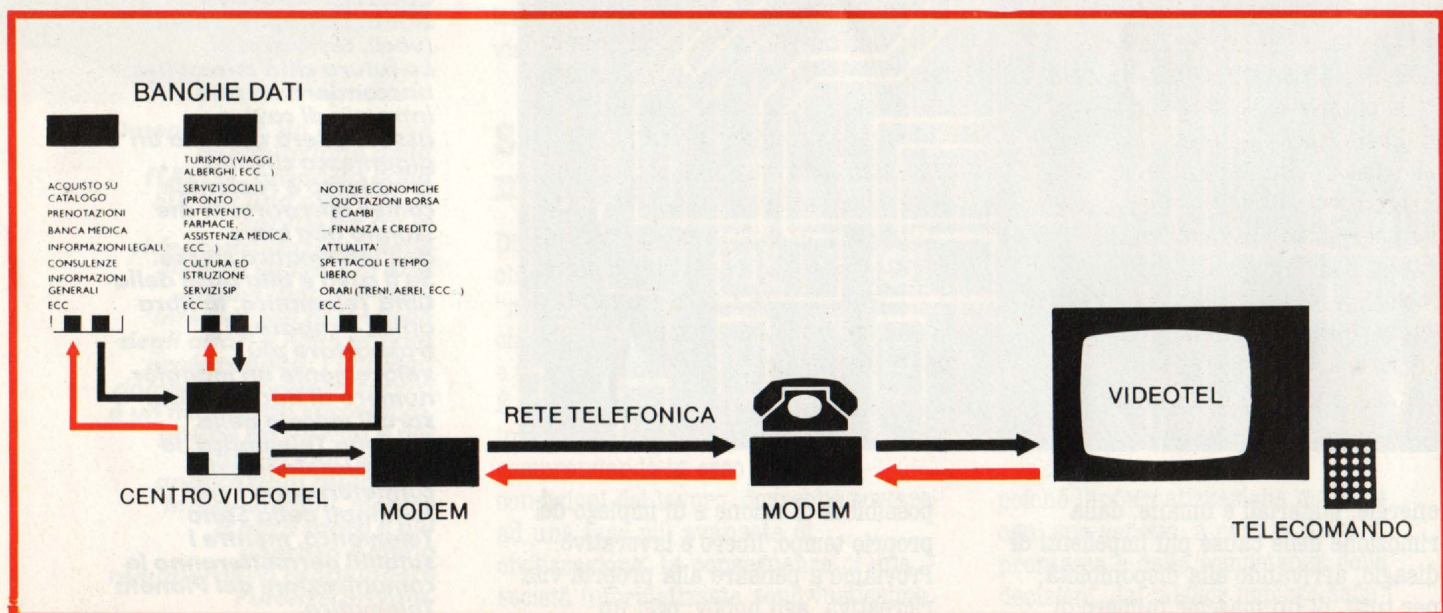 BANCHE DATI
ACQUISTO SU
CATALOGO
PRENOTAZIONI
BANCA MEDICA
INFORMAZIONI LEGALI,
CONSULENZE
INFORMAZIONI
GENERALI
ECC
TURISMO (VIAGGI,
ALBERGHI, ECC...)
SERVIZI SOCIALI
(PRONTO
INTERVENTO,
FARMACIE,
ASSISTENZA MEDICA,
ECC...)
CULTURA ED
ISTRUZIONE
SERVIZI SIP
ECC...
NOTIZIE ECONOMICHE
– QUOTAZIONI BORSA
E CAMBI
– FINANZA E CREDITO
ATTUALITA'
SPETTACOLI E TEMPO
LIBERO
ORARI (TRENI, AEREI, ECC...)
ECC...
CENTRO VIDEOTEL
MODEM
RETE TELEFONICA
MODEM
VIDEOTEL
TELECOMANDO